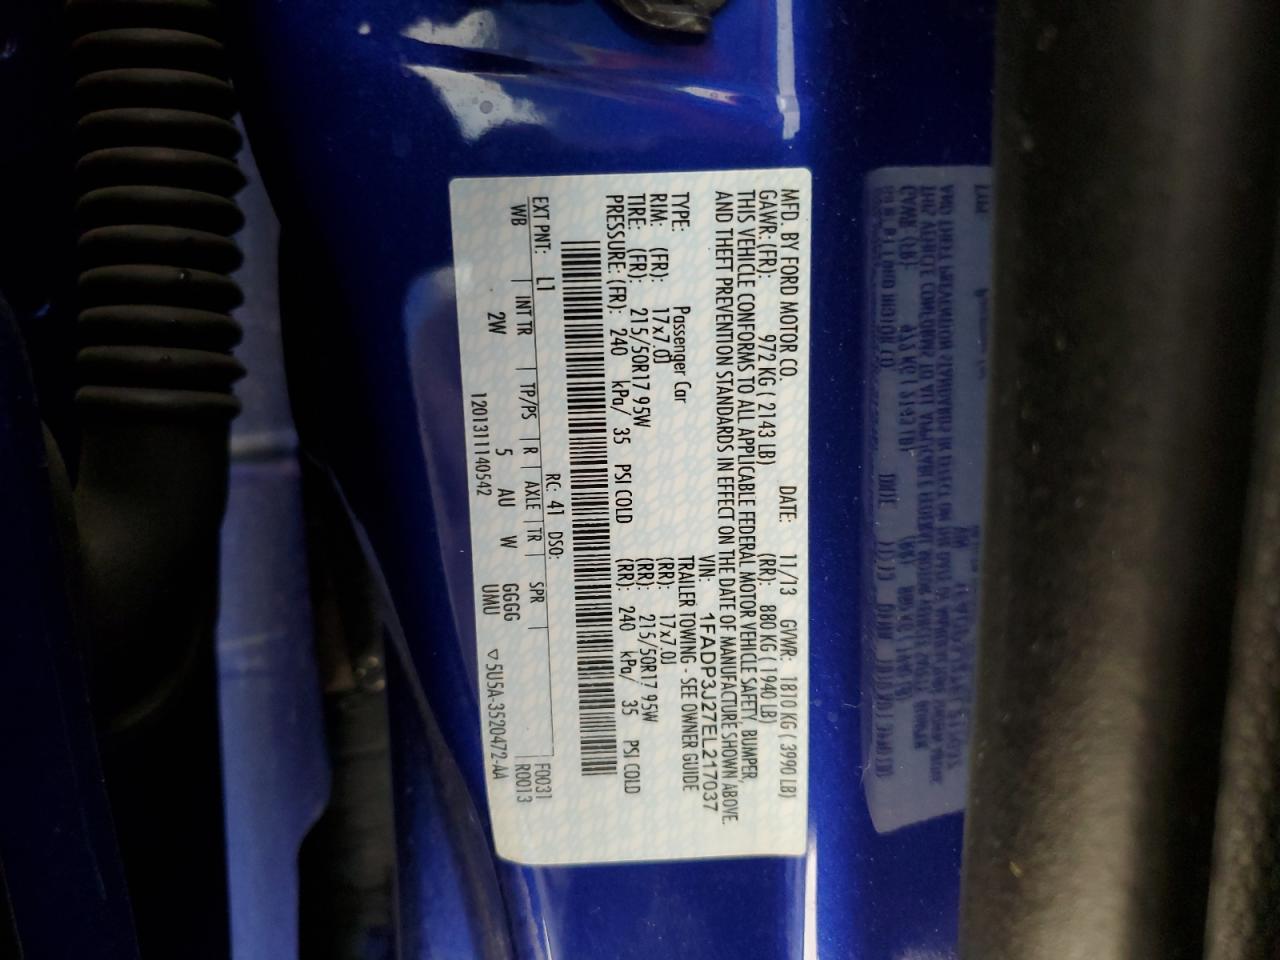 MFD. BY FORD MOTOR CO. DATE: 11/13 GVWR: 1810 KG ( 3990 LB)
GAWR: (FR): 972 KG ( 2143 LB) (RR): 880 KG ( 1940 LB)
THIS VEHICLE CONFORMS TO ALL APPLICABLE FEDERAL MOTOR VEHICLE SAFETY, BUMPER,
AND THEFT PREVENTION STANDARDS IN EFFECT ON THE DATE OF MANUFACTURE SHOWN ABOVE.
VIN: 1FADP3J27EL217037
TYPE: Passenger Car TRAILER TOWING - SEE OWNER GUIDE
RIM: (FR): 17x7.0J (RR): 17x7.0J
TIRE: (FR): 215/50R17 95W (RR): 215/50R17 95W
PRESSURE: (FR): 240 kPa/ 35 PSI COLD (RR): 240 kPa/ 35 PSI COLD
RC: 41 DSO: F0031
EXT PNT: L1 R0013
WB INT TR TP/PS R AXLE TR SPR
2W 5 AU W GGGG
UMU
120131140542 ▽5U5A-3520472-AA